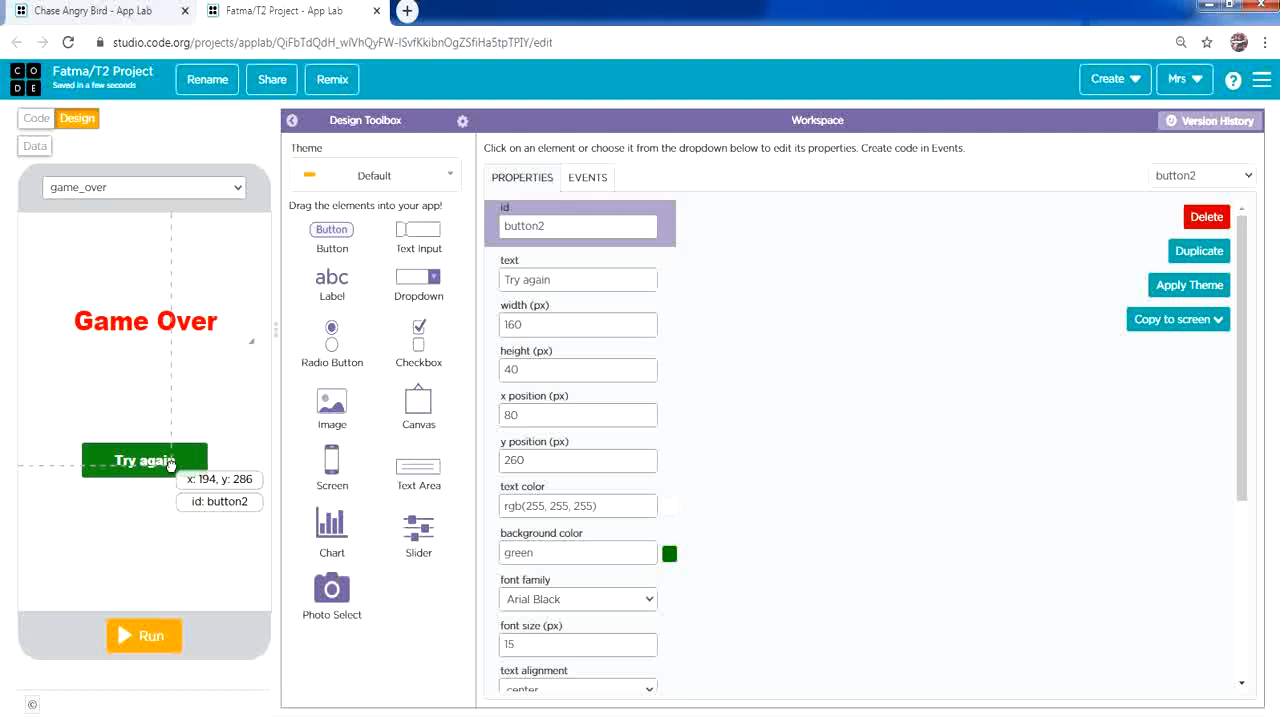 Chase Angry Bird - App Lab
Fatma/T2 Project - App Lab
studio.code.org/projects/applab/QiFbTdQdH_wIVhQyFW-ISvfKkibnOgZSfiHa5tpTPIY/edit
C O D E
Fatma/T2 Project
Saved in a few seconds
Rename
Share
Remix
Create
Mrs
?
Code
Design
Data
Design Toolbox
Workspace
Version History
Theme
Default
Drag the elements into your app!
Button
Button
Text Input
abc
Label
Dropdown
Radio Button
Checkbox
Image
Canvas
Screen
Text Area
Chart
Slider
Photo Select
Click on an element or choose it from the dropdown below to edit its properties. Create code in Events.
PROPERTIES
EVENTS
button2
id
button2
text
Try again
width (px)
160
height (px)
40
x position (px)
80
y position (px)
260
text color
rgb(255, 255, 255)
background color
green
font family
Arial Black
font size (px)
15
text alignment
center
Delete
Duplicate
Apply Theme
Copy to screen
game_over
Game Over
Try again
x: 194, y: 286
id: button2
Run
©